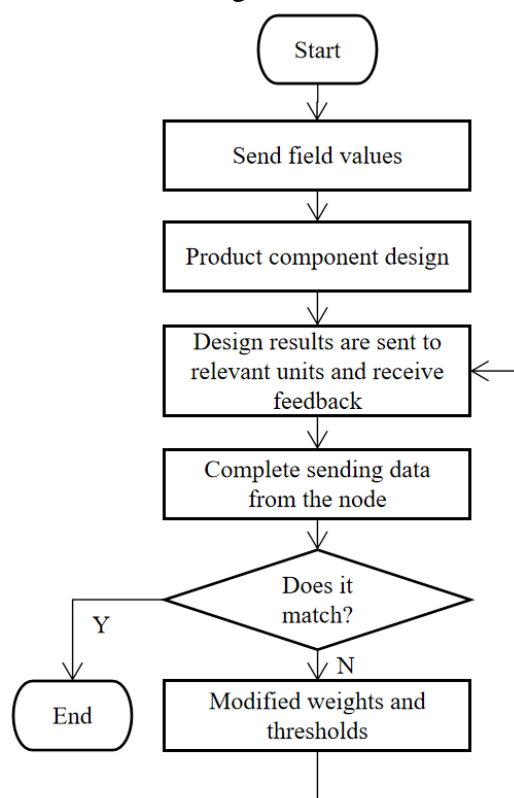 Start
Send field values
Product component design
Design results are sent to
relevant units and receive
feedback
Complete sending data
from the node
Does it
match?
Y
N
End
Modified weights and
thresholds